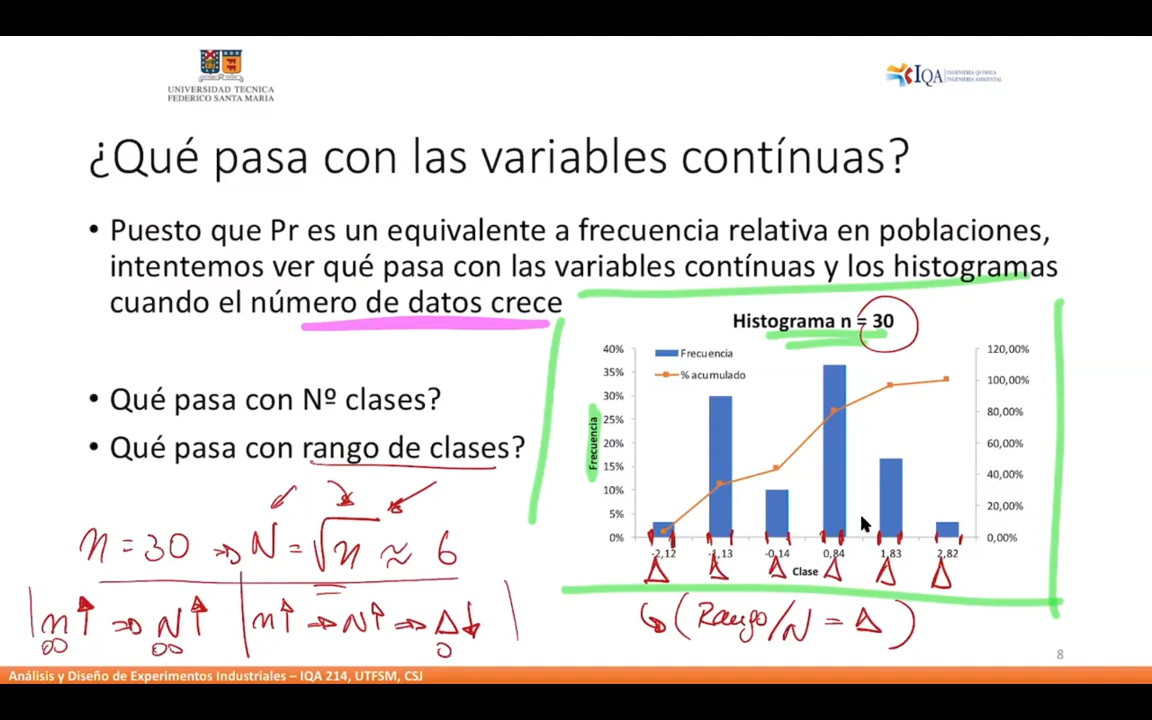 UNIVERSIDAD TECNICA
FEDERICO SANTA MARIA
IQA
INGENIERÍA QUÍMICA
INGENIERÍA AMBIENTAL
¿Qué pasa con las variables contínuas?
• Puesto que Pr es un equivalente a frecuencia relativa en poblaciones,
intentemos ver qué pasa con las variables contínuas y los histogramas
cuando el número de datos crece
• Qué pasa con Nº clases?
• Qué pasa con rango de clases?
n = 30 ⇒ N = √n ≈ 6
n↑ ⇒ N↑ | n↑ ⇒ N↑ ⇒ Δ↓
∞ ∞ 0
Histograma n = 30
Frecuencia
% acumulado
40%
35%
30%
25%
20%
15%
10%
5%
0%
Frecuencia
120,00%
100,00%
80,00%
60,00%
40,00%
20,00%
0,00%
-2,12 -1,13 -0,14 0,84 1,83 2,82
Clase
Δ Δ Δ Δ Δ Δ
↳ (Rango/N = Δ)
8
Análisis y Diseño de Experimentos Industriales – IQA 214, UTFSM, CSJ